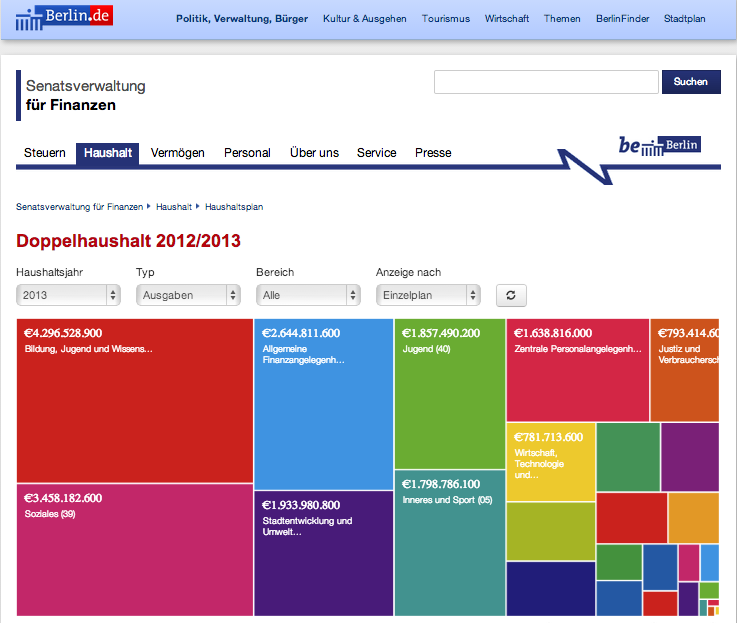 Berlin.de
Politik, Verwaltung, Bürger Kultur & Ausgehen Tourismus Wirtschaft Themen BerlinFinder Stadtplan
Senatsverwaltung
für Finanzen
Suchen
Steuern Haushalt Vermögen Personal Über uns Service Presse
be Berlin
Senatsverwaltung für Finanzen Haushalt Haushaltsplan
Doppelhaushalt 2012/2013
Haushaltsjahr Typ Bereich Anzeige nach
2013 Ausgaben Alle Einzelplan
€4.296.528.900
Bildung, Jugend und Wissens...
€2.644.811.600
Allgemeine
Finanzangelegenh...
€1.857.490.200
Jugend (40)
€1.638.816.000
Zentrale Personalangelegenh...
€793.414.60
Justiz und
Verbrauchersch
€781.713.600
Wirtschaft,
Technologie
und...
€3.458.182.600
Soziales (39)
€1.933.980.800
Stadtentwicklung und
Umwelt...
€1.798.786.100
Inneres und Sport (05)